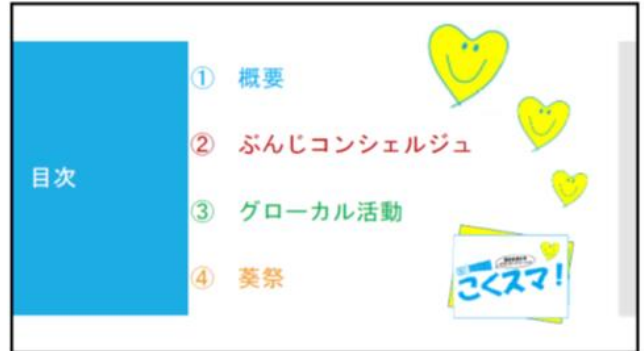 目次
① 概要
② ぶんじコンシェルジュ
③ グローカル活動
④ 葵祭
こくスマ!